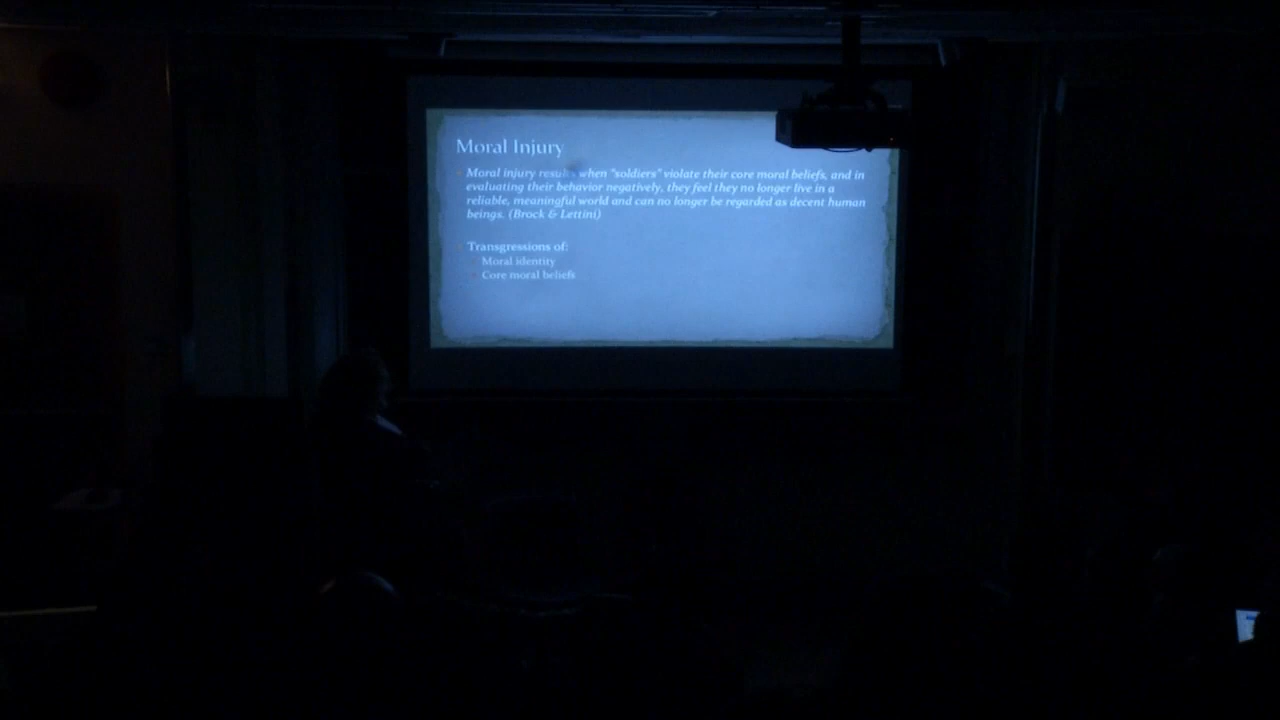 Moral Injury
Moral injury results when "soldiers" violate their core moral beliefs, and in
evaluating their behavior negatively, they feel they no longer live in a
reliable, meaningful world and can no longer be regarded as decent human
beings. (Brock & Lettini)
Transgressions of:
Moral identity
Core moral beliefs